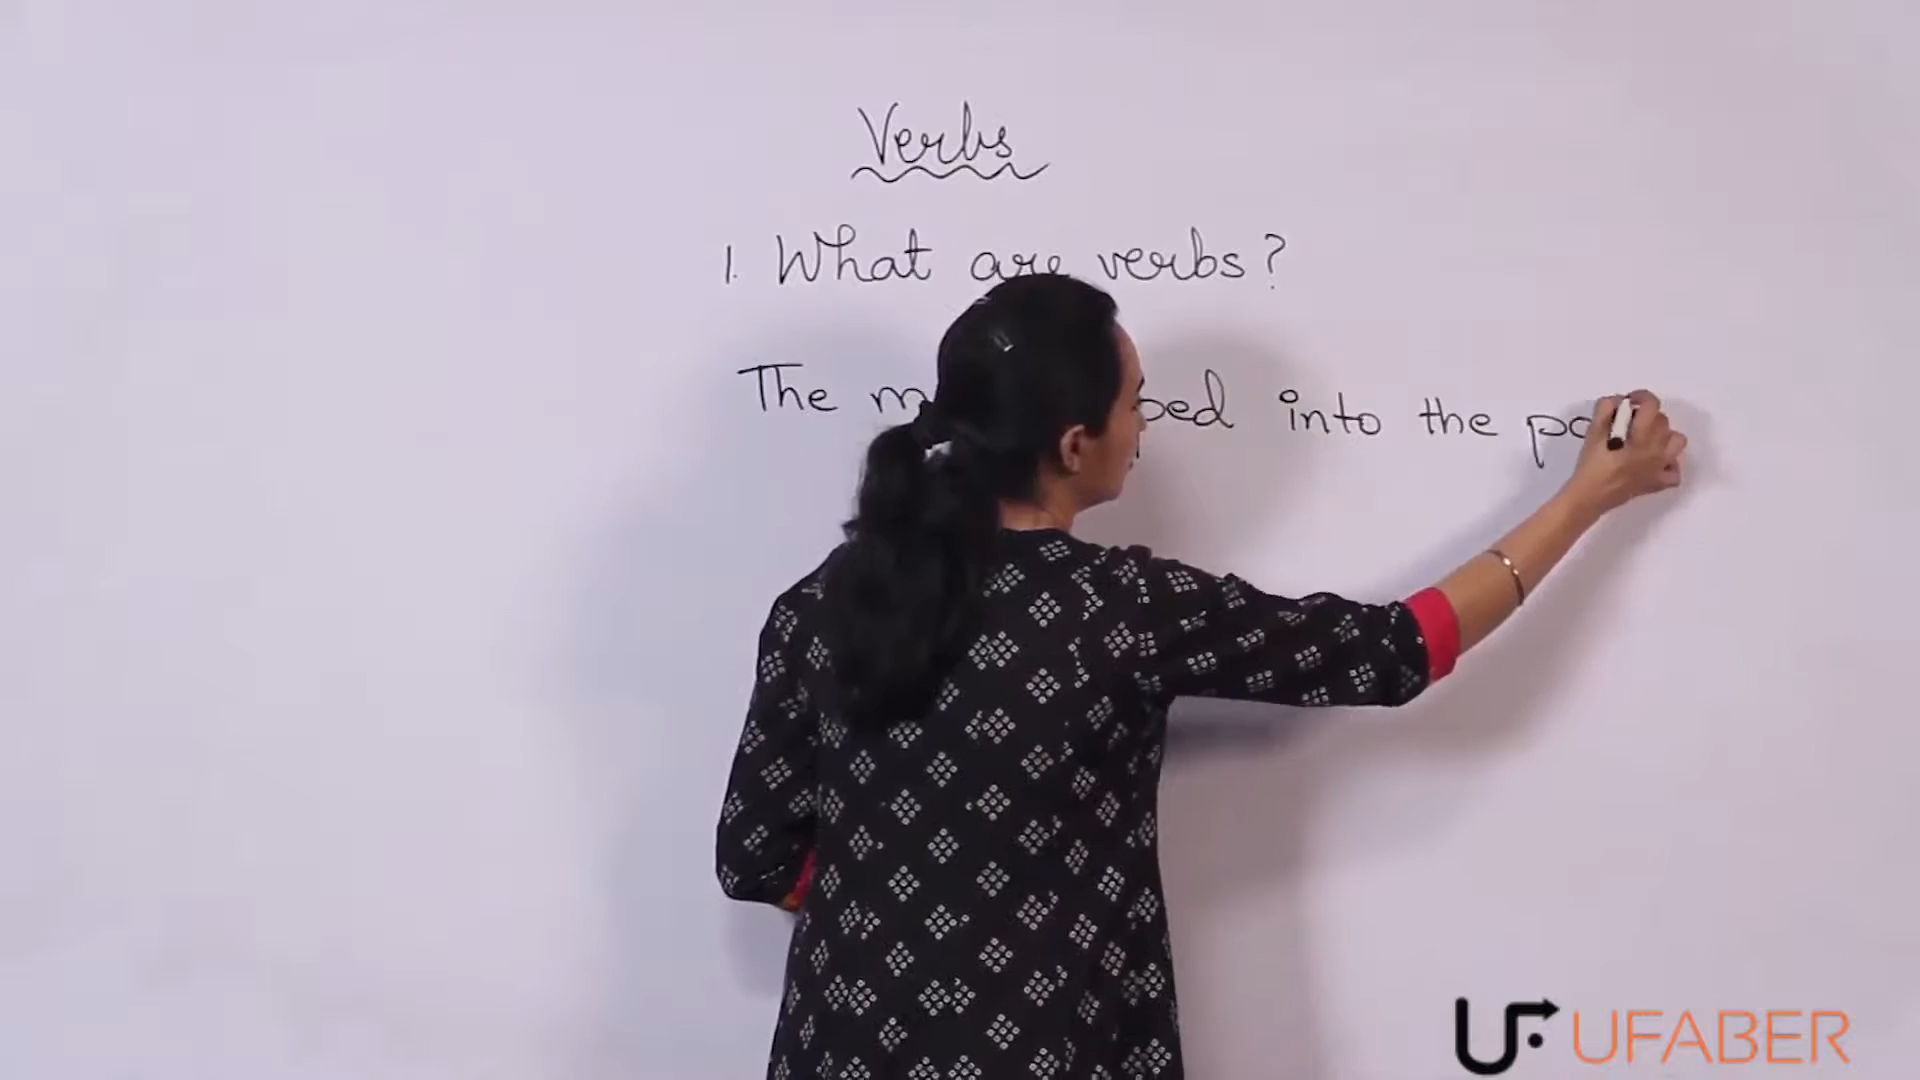 Verbs
1. What are verbs?
The into the
UFABER